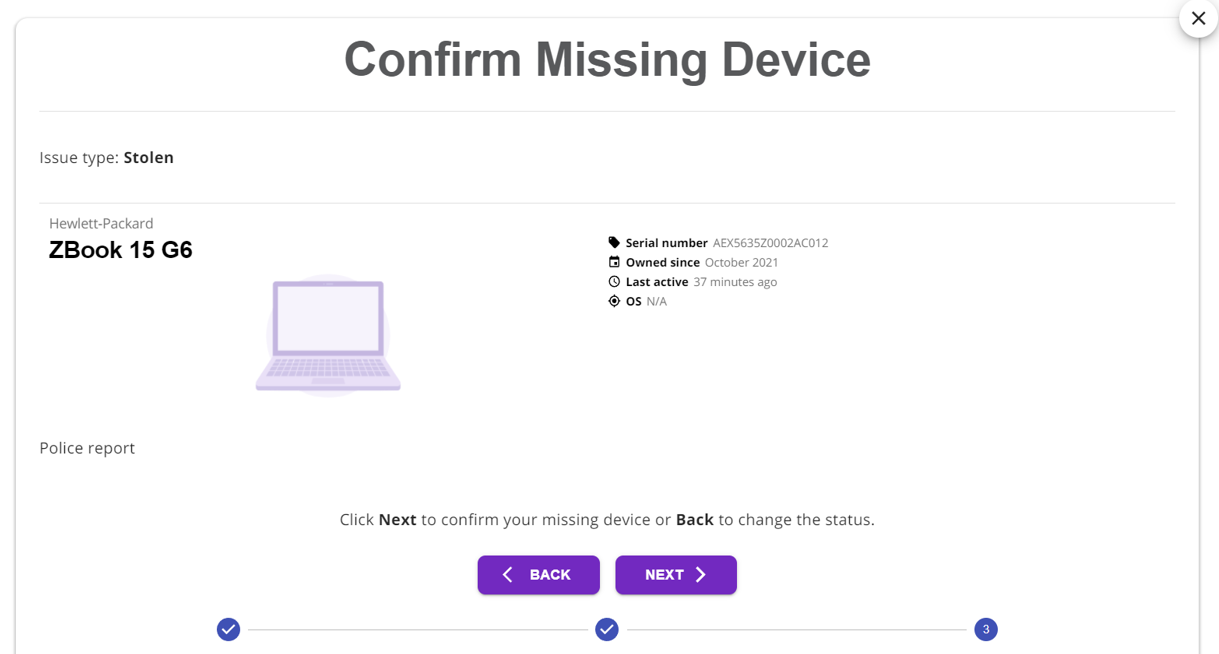 Confirm Missing Device
Issue type: Stolen
Hewlett-Packard
ZBook 15 G6
Serial number AEX5635Z0002AC012
Owned since October 2021
Last active 37 minutes ago
OS N/A
Police report
Click Next to confirm your missing device or Back to change the status.
BACK
NEXT
3